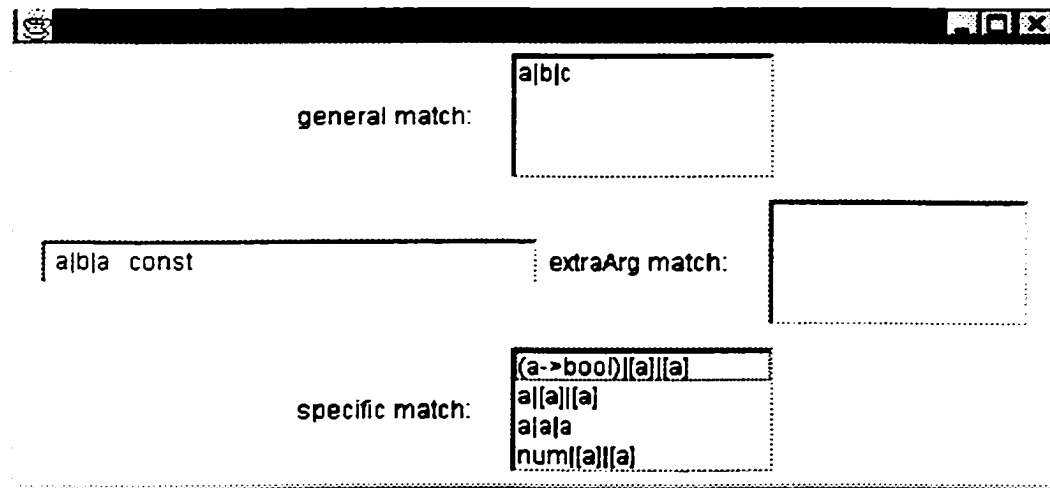 a|b|c
general match:
a|b|a const
extraArg match:
(a->bool)|[a]|[a]
a|[a]|[a]
specific match:
a|a|a
num|[a]|[a]